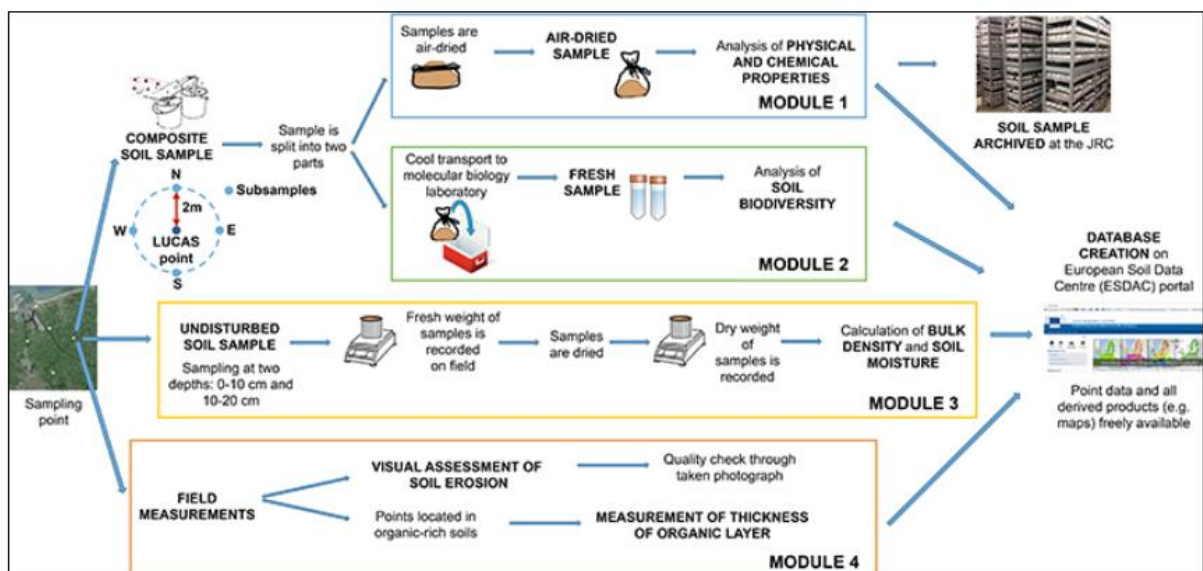 Samples are
air-dried
AIR-DRIED
SAMPLE
Analysis of PHYSICAL
AND CHEMICAL
PROPERTIES
MODULE 1
SOIL SAMPLE
ARCHIVED at the JRC
COMPOSITE
SOIL SAMPLE
Sample is
split into two
parts
N
Subsamples
2m
W
E
LUCAS
point
S
Cool transport to
molecular biology
laboratory
FRESH
SAMPLE
Analysis of
SOIL
BIODIVERSITY
MODULE 2
DATABASE
CREATION on
European Soil Data
Centre (ESDAC) portal
Point data and all
derived products (e.g.
maps) freely available
Sampling
point
UNDISTURBED
SOIL SAMPLE
Sampling at two
depths: 0-10 cm and
10-20 cm
Fresh weight of
samples is
recorded
on field
Samples
are dried
Dry weight
of
samples is
recorded
Calculation of BULK
DENSITY and SOIL
MOISTURE
MODULE 3
FIELD
MEASUREMENTS
VISUAL ASSESSMENT OF
SOIL EROSION
Quality check through
taken photograph
Points located in
organic-rich soils
MEASUREMENT OF THICKNESS
OF ORGANIC LAYER
MODULE 4